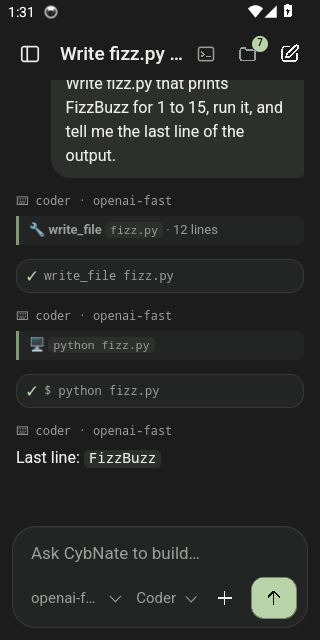 1:31
Write fizz.py ...
7
Write fizz.py that prints
FizzBuzz for 1 to 15, run it, and
tell me the last line of the
output.
coder · openai-fast
write_file fizz.py · 12 lines
✓ write_file fizz.py
coder · openai-fast
python fizz.py
✓ $ python fizz.py
coder · openai-fast
Last line: FizzBuzz
Ask CybNate to build...
openai-f... Coder